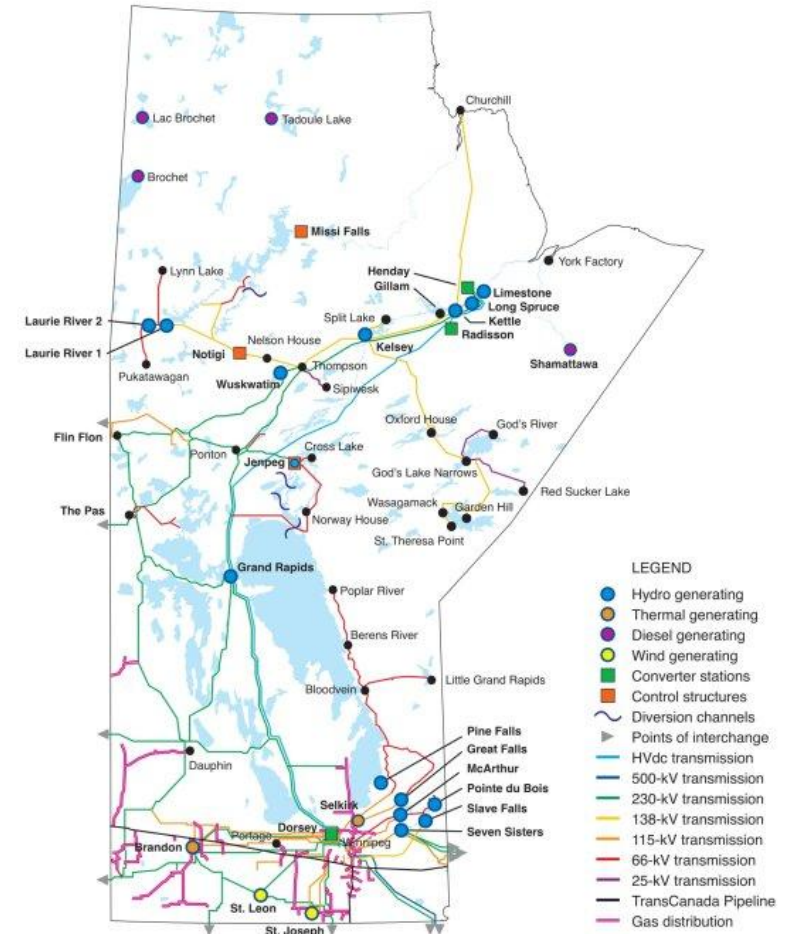 Churchill
Lac Brochet
Tadoule Lake
Brochet
Missi Falls
York Factory
Lynn Lake
Henday
Gillam
Limestone
Long Spruce
Kettle
Radisson
Split Lake
Laurie River 2
Laurie River 1
Notigi
Nelson House
Kelsey
Thompson
Shamattawa
Pukatawagan
Wuskwatim
Sipiwesk
Oxford House
God's River
Flin Flon
Ponton
Cross Lake
Jenpeg
God's Lake Narrows
Red Sucker Lake
The Pas
Norway House
Wasagamack
Garden Hill
St. Theresa Point
Grand Rapids
Poplar River
Berens River
Bloodvein
Little Grand Rapids
Pine Falls
Great Falls
McArthur
Pointe du Bois
Slave Falls
Seven Sisters
Dauphin
Selkirk
Dorsey
Portage
Winnipeg
Brandon
St. Leon
St. Joseph
LEGEND
Hydro generating
Thermal generating
Diesel generating
Wind generating
Converter stations
Control structures
Diversion channels
Points of interchange
HVdc transmission
500-kV transmission
230-kV transmission
138-kV transmission
115-kV transmission
66-kV transmission
25-kV transmission
TransCanada Pipeline
Gas distribution